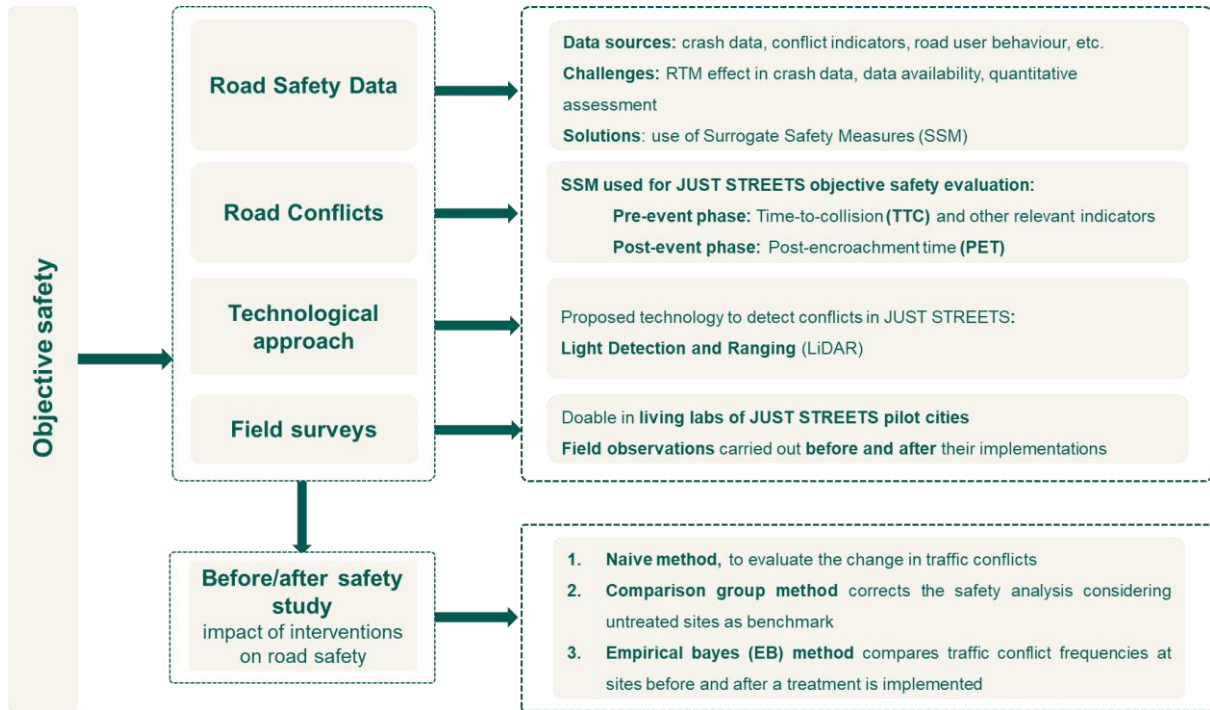 Objective safety
Road Safety Data
Data sources: crash data, conflict indicators, road user behaviour, etc.
Challenges: RTM effect in crash data, data availability, quantitative
assessment
Solutions: use of Surrogate Safety Measures (SSM)
Road Conflicts
SSM used for JUST STREETS objective safety evaluation:
Pre-event phase: Time-to-collision (TTC) and other relevant indicators
Post-event phase: Post-encroachment time (PET)
Technological
approach
Proposed technology to detect conflicts in JUST STREETS:
Light Detection and Ranging (LiDAR)
Field surveys
Doable in living labs of JUST STREETS pilot cities
Field observations carried out before and after their implementations
Before/after safety
study
impact of interventions
on road safety
1. Naive method, to evaluate the change in traffic conflicts
2. Comparison group method corrects the safety analysis considering
untreated sites as benchmark
3. Empirical bayes (EB) method compares traffic conflict frequencies at
sites before and after a treatment is implemented